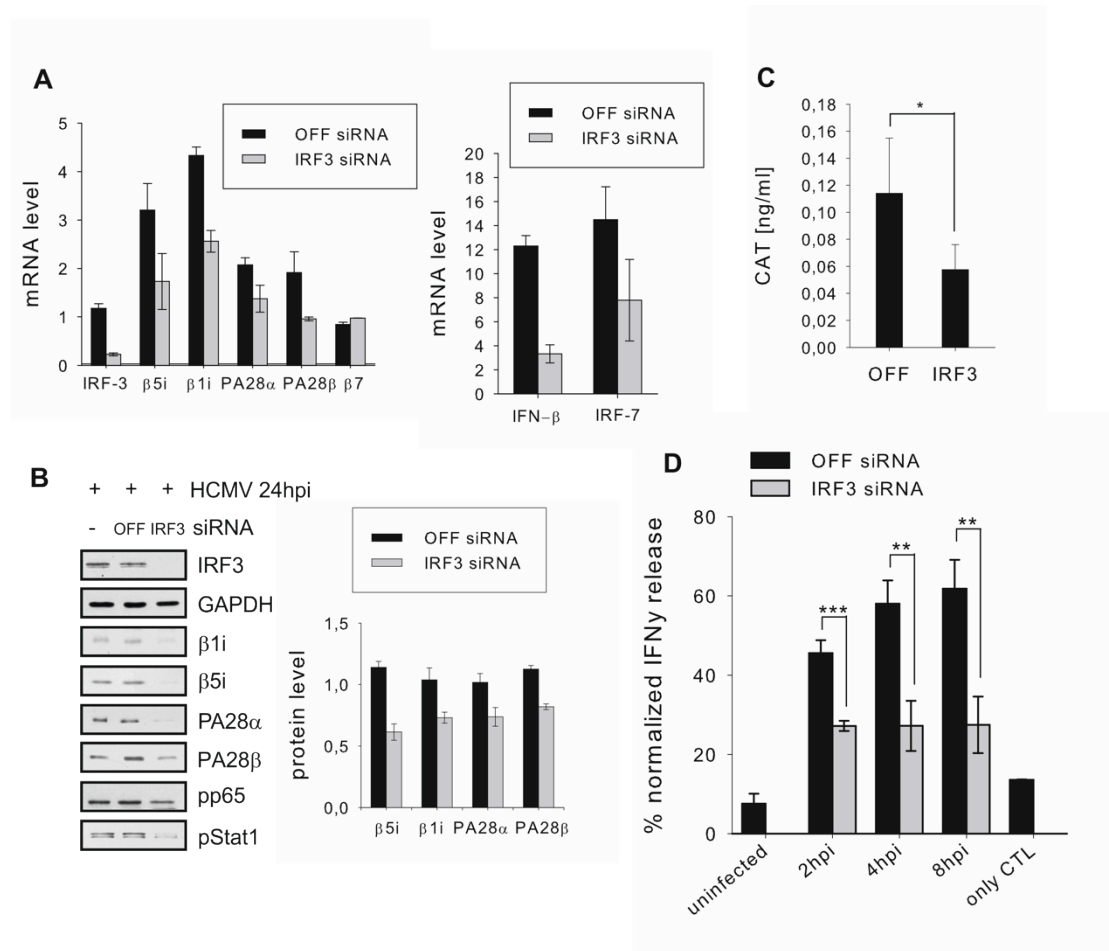 A
OFF siRNA
IRF3 siRNA
mRNA level
5
4
3
2
1
0
IRF-3 β5i β1i PA28α PA28β β7
OFF siRNA
IRF3 siRNA
mRNA level
20
18
16
14
12
10
8
6
4
2
0
IFN–β IRF-7
C
CAT [ng/ml]
0,18
0,16
0,14
0,12
0,10
0,08
0,06
0,04
0,02
0,00
*
OFF IRF3
B
+ + + HCMV 24hpi
- OFF IRF3 siRNA
IRF3
GAPDH
β1i
β5i
PA28α
PA28β
pp65
pStat1
OFF siRNA
IRF3 siRNA
protein level
1,5
1,0
0,5
0,0
β5i β1i PA28α PA28β
D
OFF siRNA
IRF3 siRNA
% normalized IFNγ release
80
60
40
20
0
***
**
**
uninfected 2hpi 4hpi 8hpi only CTL